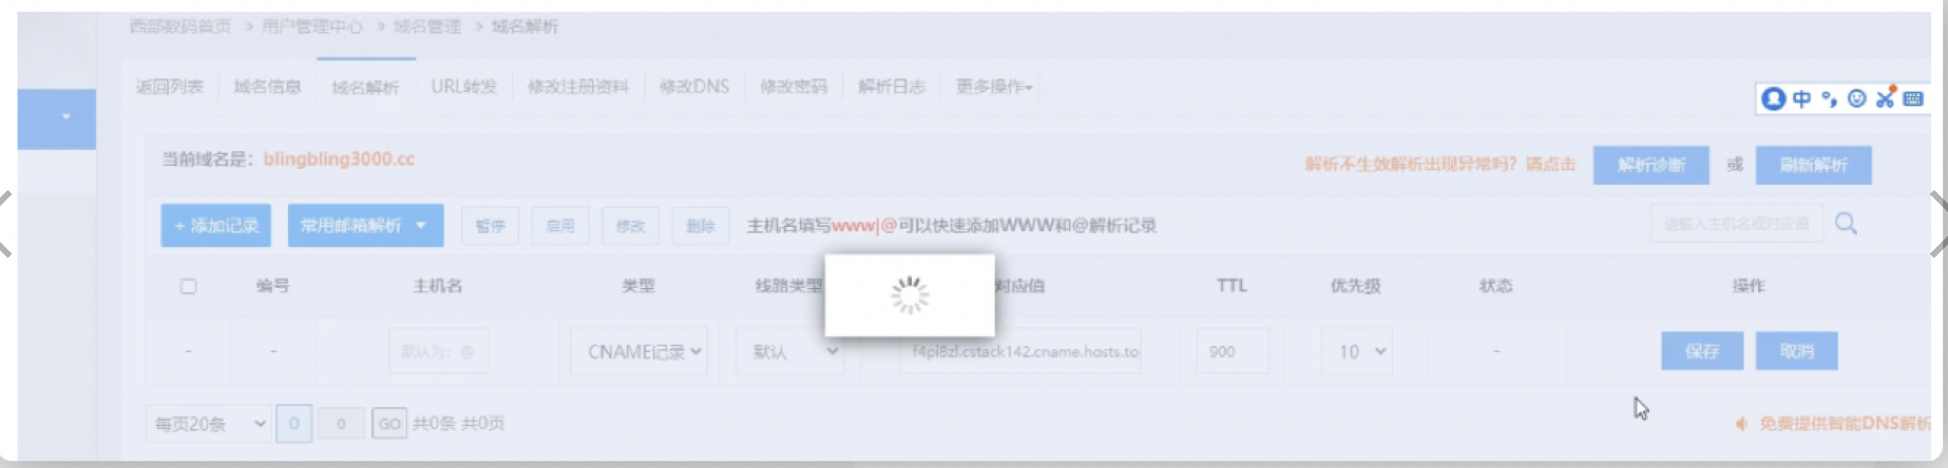 西部数码首页 » 用户管理中心 » 域名管理 » 域名解析
返回列表 域名信息 域名解析 URL转发 修改注册资料 修改DNS 修改密码 解析日志 更多操作
中
当前域名是：blingbling3000.cc 解析不生效解析出现异常吗？请点击 解析诊断 或 刷新解析
+ 添加记录 常用邮箱解析 暂停 启用 修改 删除 主机名填写www|@可以快速添加WWW和@解析记录 请输入主机名或对应值
编号 主机名 类型 线路类型 对应值 TTL 优先级 状态 操作
- - 默认为：@ CNAME记录 默认 f4pi8zl.cstack142.cname.hosts.to 900 10 - 保存 取消
每页20条 0 0 GO 共0条 共0页 免费提供智能DNS解析